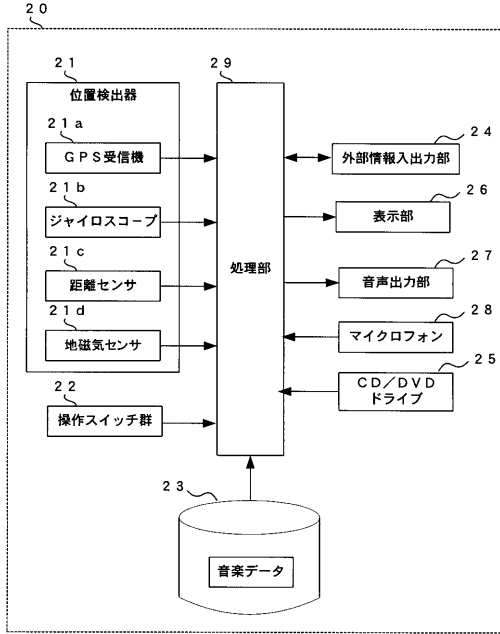 ２０
２１
位置検出器
２１ａ
ＧＰＳ受信機
２１ｂ
ジャイロスコープ
２１ｃ
距離センサ
２１ｄ
地磁気センサ
２２
操作スイッチ群
２９
処理部
２４
外部情報入出力部
２６
表示部
２７
音声出力部
２８
マイクロフォン
２５
ＣＤ／ＤＶＤ
ドライブ
２３
音楽データ